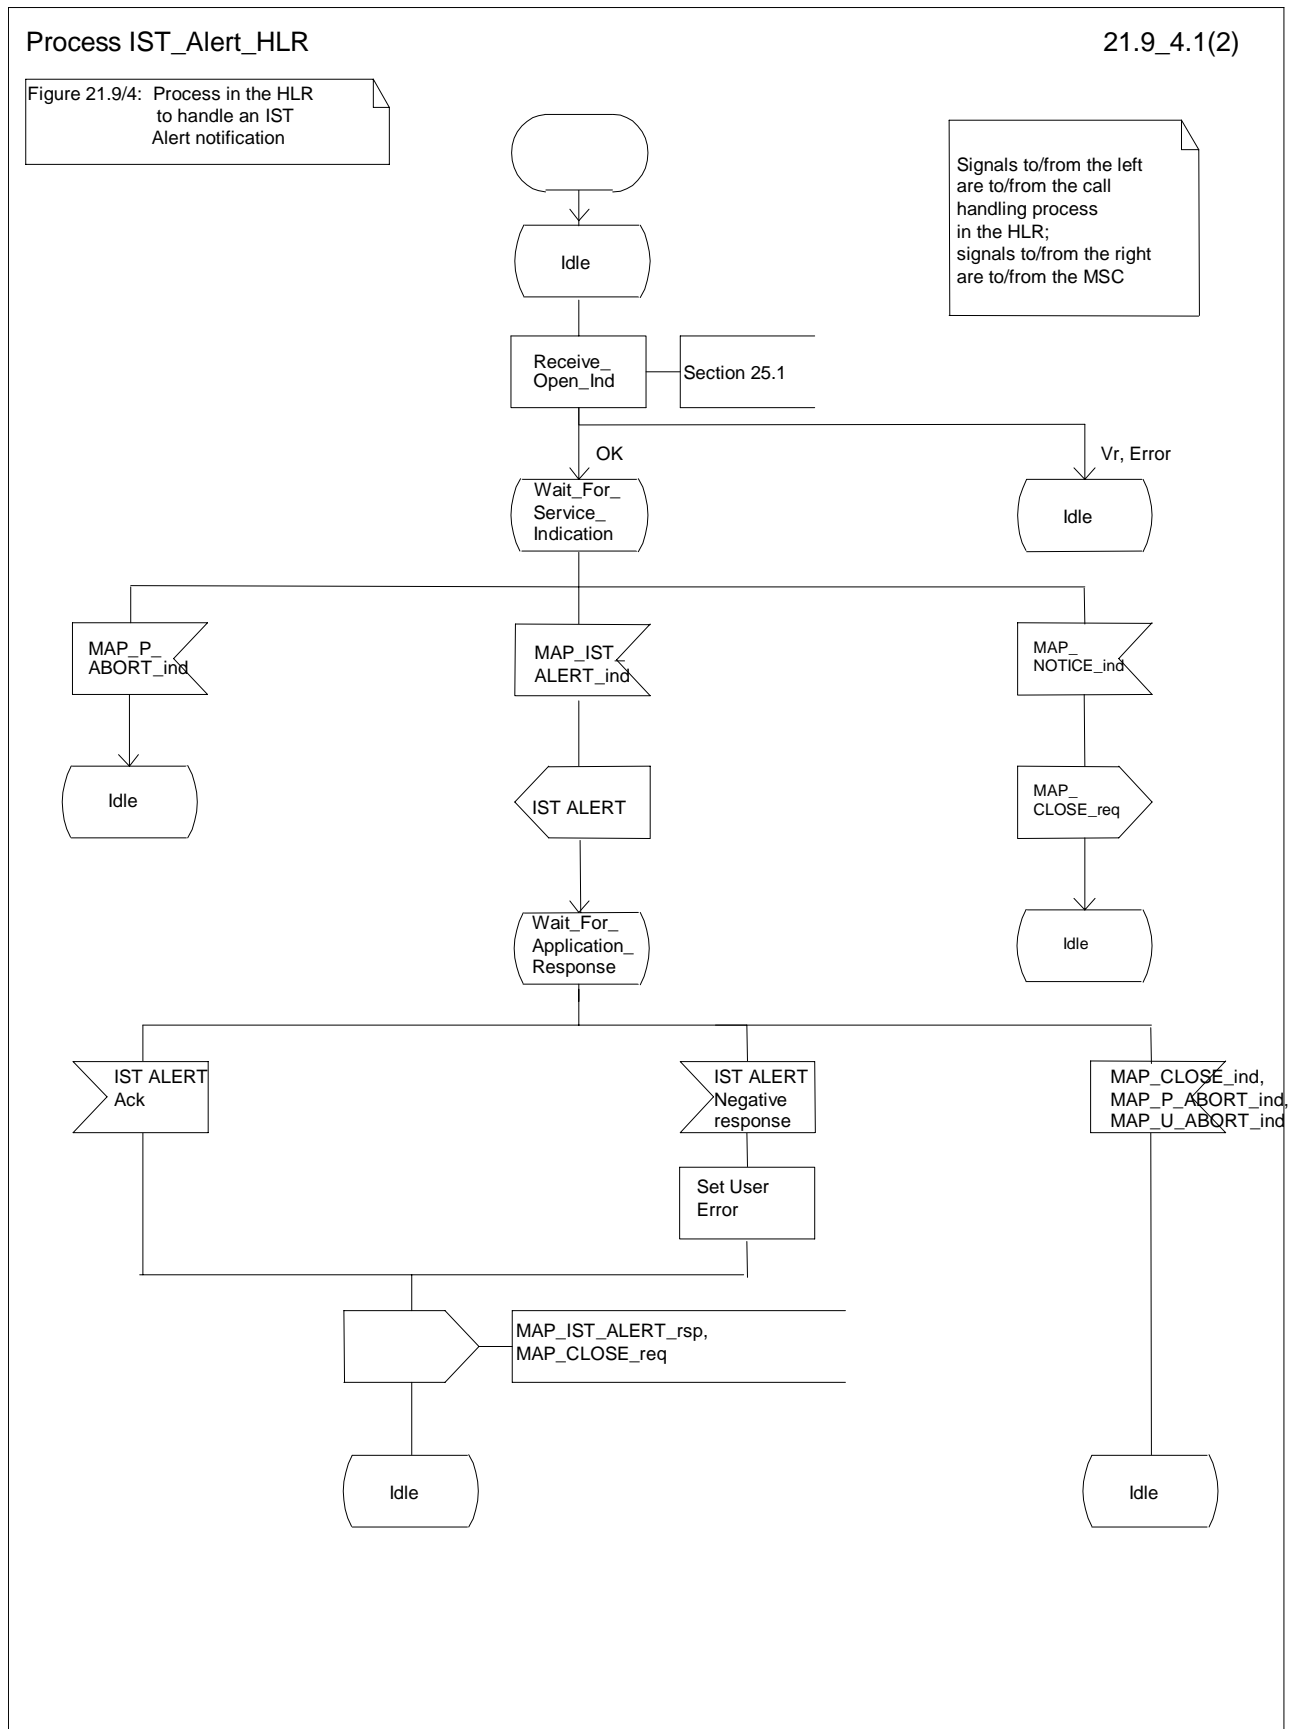 Process IST_Alert_HLR
21.9_4.1(2)
Figure 21.9/4: Process in the HLR
to handle an IST
Alert notification
Signals to/from the left
are to/from the call
handling process
in the HLR;
signals to/from the right
are to/from the MSC
Idle
Receive_
Open_Ind
Section 25.1
OK
Vr, Error
Wait_For_
Service_
Indication
Idle
MAP_P_
ABORT_ind
MAP_IST_
ALERT_ind
MAP_
NOTICE_ind
Idle
IST ALERT
MAP_
CLOSE_req
Wait_For_
Application_
Response
Idle
IST ALERT
Ack
IST ALERT
Negative
response
MAP_CLOSE_ind,
MAP_P_ABORT_ind,
MAP_U_ABORT_ind
Set User
Error
MAP_IST_ALERT_rsp,
MAP_CLOSE_req
Idle
Idle